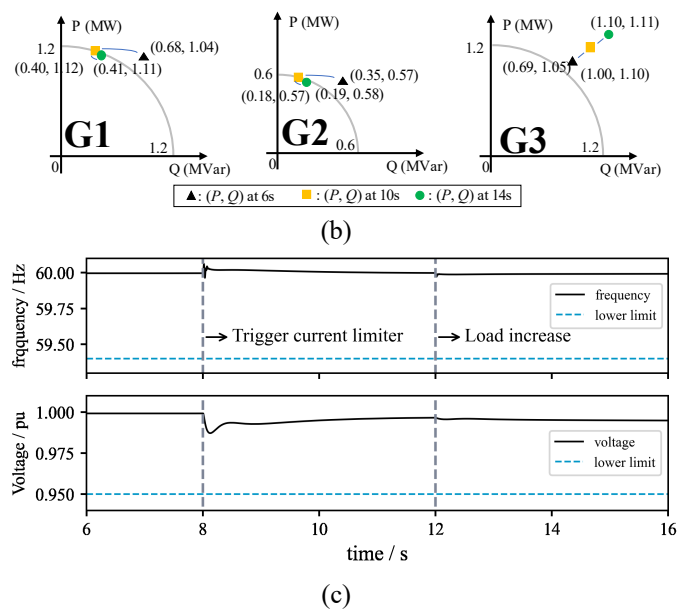 P (MW)
1.2
(0.68, 1.04)
(0.40, 1.12)
(0.41, 1.11)
G1
1.2
0
Q (MVar)
P (MW)
0.6
(0.35, 0.57)
(0.18, 0.57)
(0.19, 0.58)
G2
0.6
0
Q (MVar)
P (MW)
(1.10, 1.11)
1.2
(0.69, 1.05)
(1.00, 1.10)
G3
1.2
0
Q (MVar)
: (P, Q) at 6s : (P, Q) at 10s : (P, Q) at 14s
(b)
frqquency / Hz
60.00
59.75
59.50
frequency
lower limit
Trigger current limiter
Load increase
Voltage / pu
1.000
0.975
0.950
voltage
lower limit
6 8 10 12 14 16
time / s
(c)